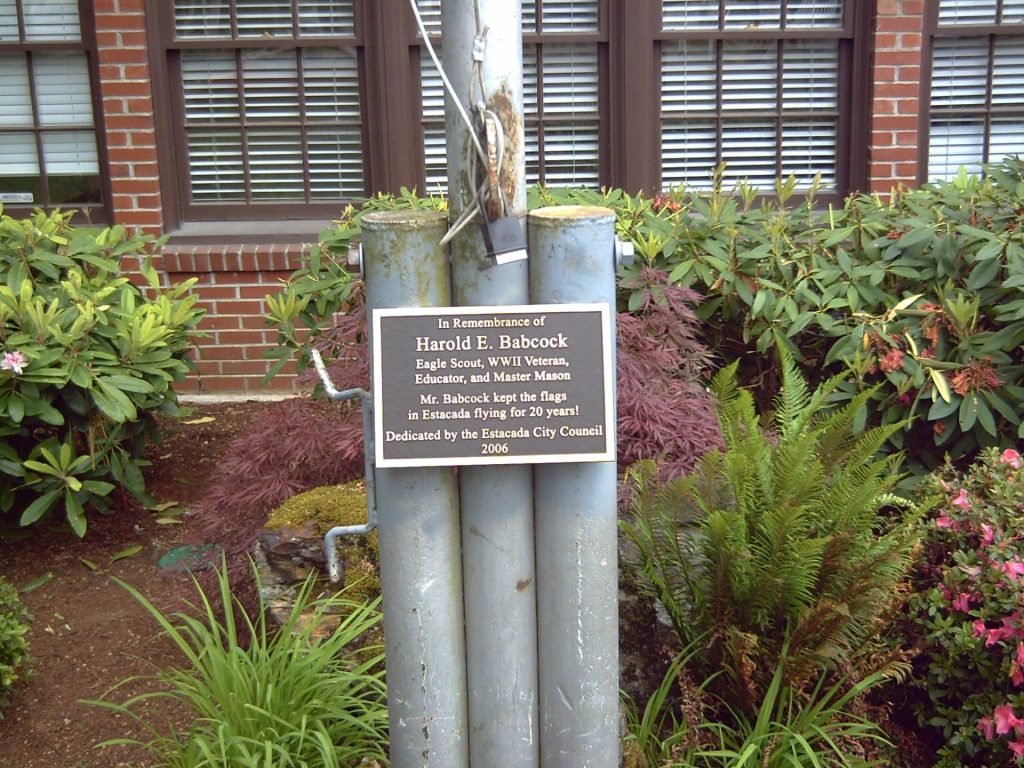 In Remembrance of
Harold E. Babcock
Eagle Scout, WWII Veteran,
Educator, and Master Mason
Mr. Babcock kept the flags
in Estacada flying for 20 years!
Dedicated by the Estacada City Council
2006